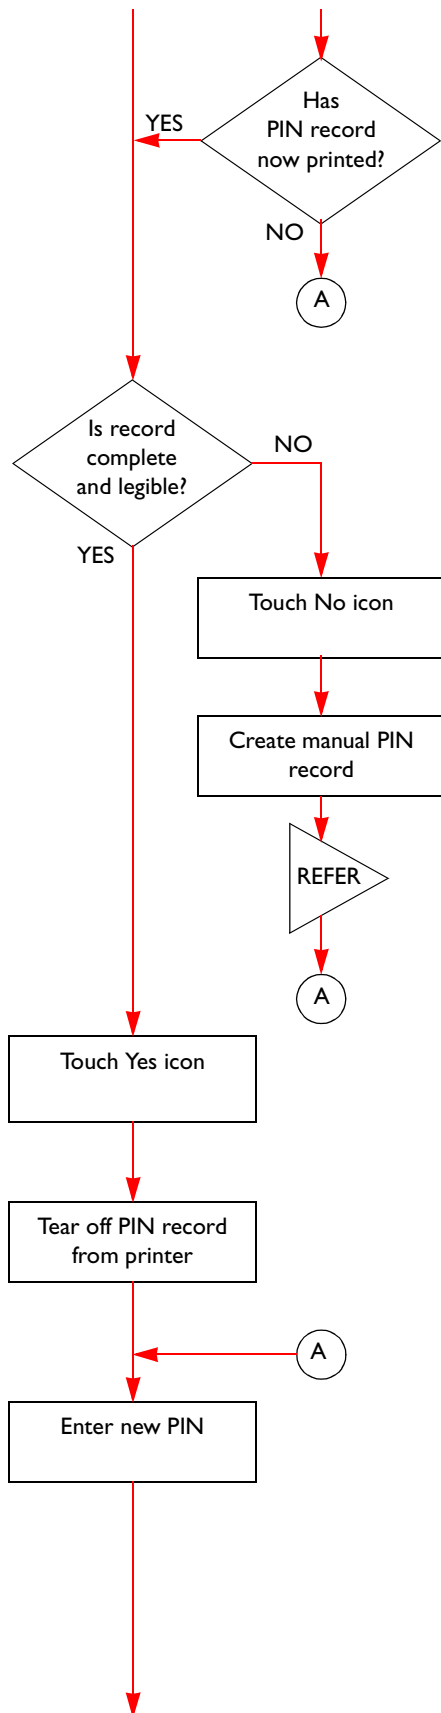 Has
PIN record
now printed?
YES
NO
A
Is record
complete
and legible?
NO
YES
Touch No icon
Create manual PIN
record
REFER
A
Touch Yes icon
Tear off PIN record
from printer
A
Enter new PIN